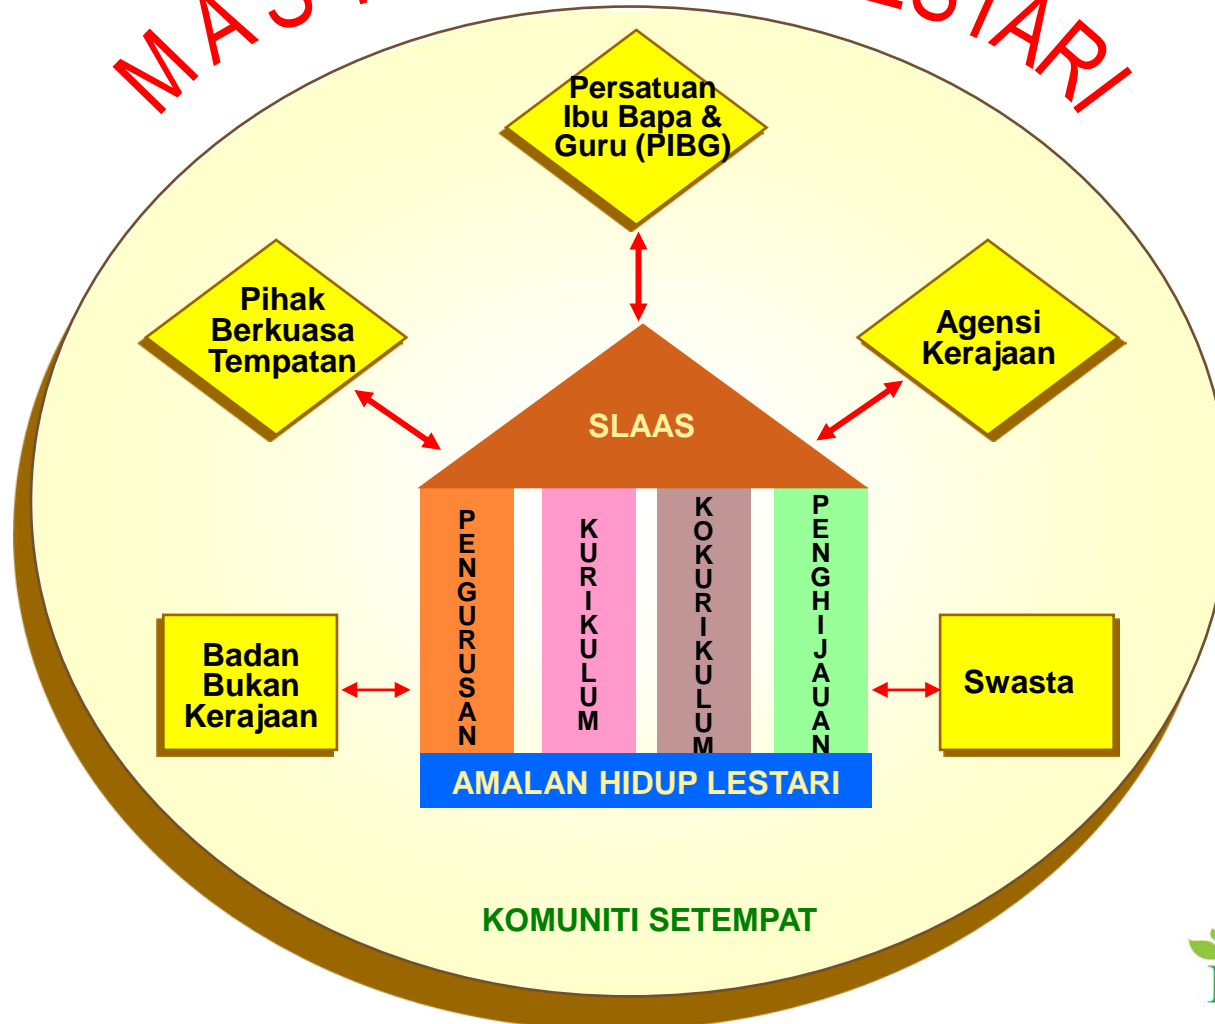 Persatuan
Ibu Bapa &
Guru (PIBG)
Pihak
Berkuasa
Tempatan
Agensi
Kerajaan
SLAAS
PENGURUSAN
KURIKULUM
KOKURIKULUM
PENGHIJAUAN
Badan
Bukan
Kerajaan
Swasta
AMALAN HIDUP LESTARI
KOMUNITI SETEMPAT